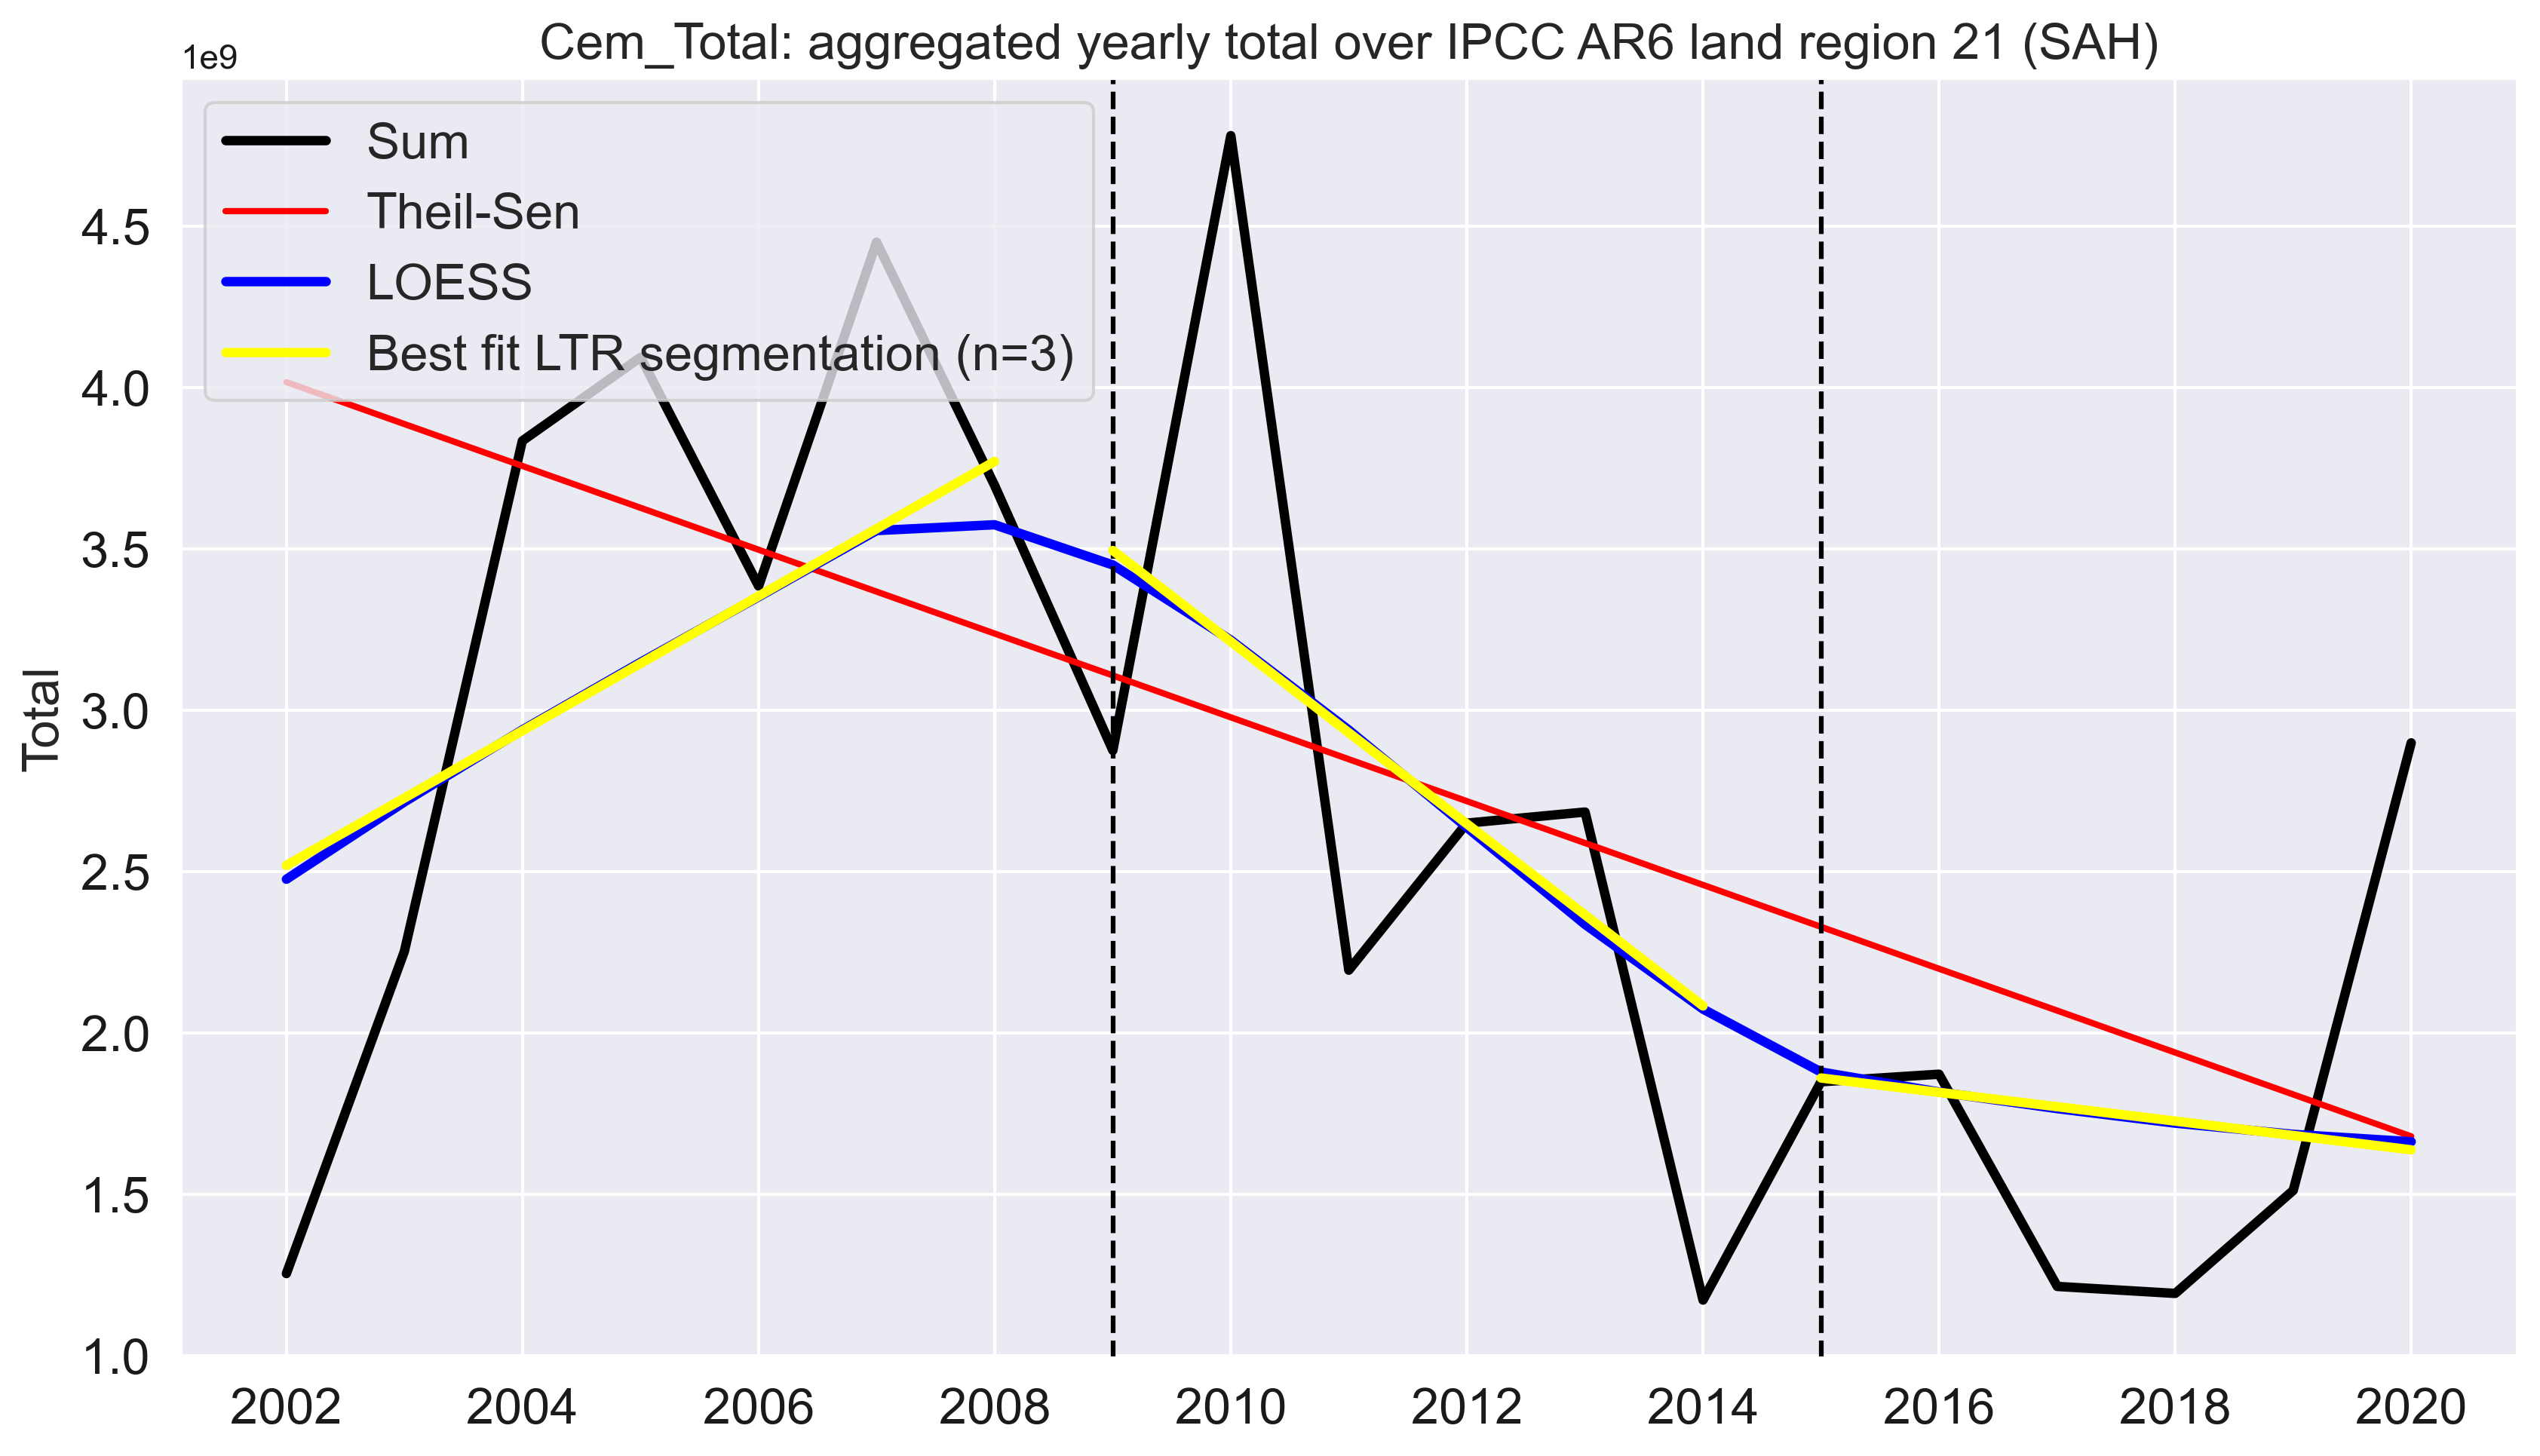 Cem_Total: aggregated yearly total over IPCC AR6 land region 21 (SAH)
1e9
Sum
Theil-Sen
LOESS
Best fit LTR segmentation (n=3)
Total
4.5
4.0
3.5
3.0
2.5
2.0
1.5
1.0
2002 2004 2006 2008 2010 2012 2014 2016 2018 2020